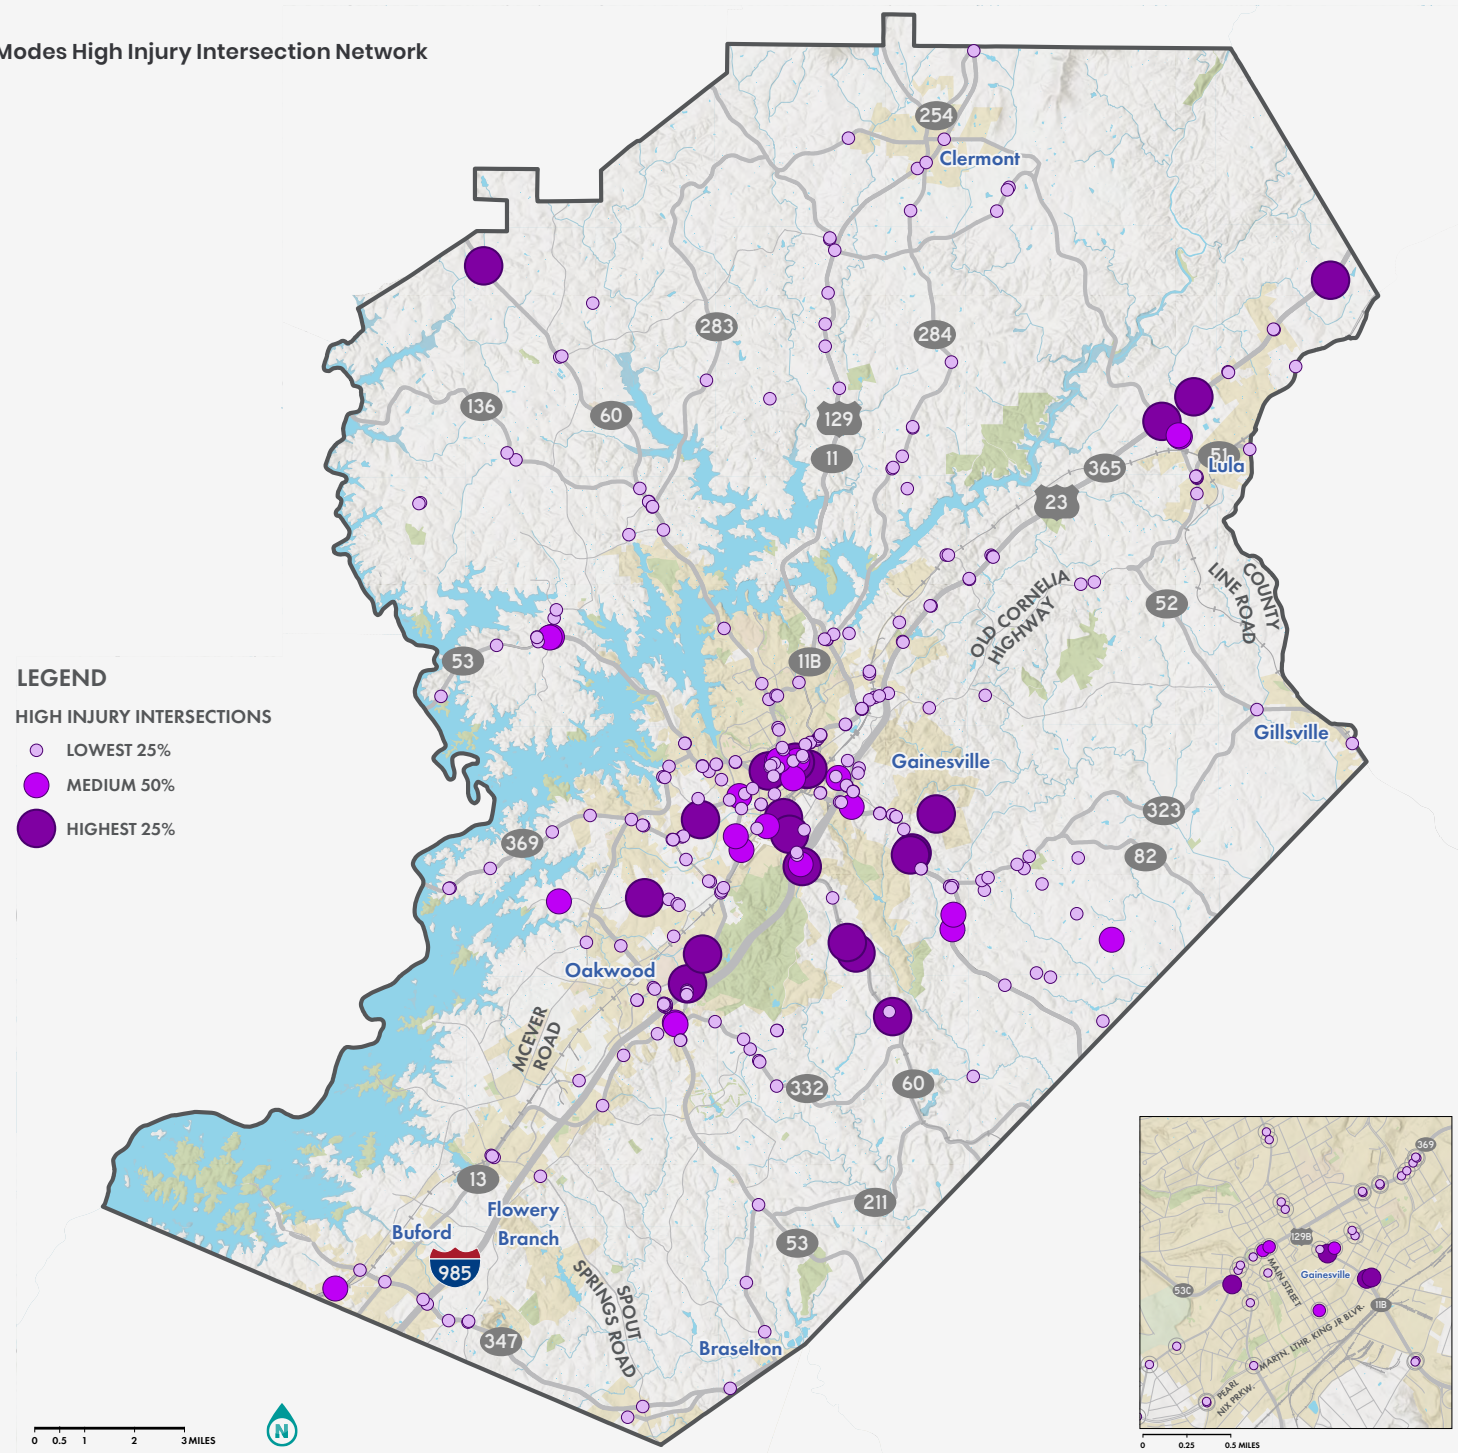 Modes High Injury Intersection Network
254
Clermont
283
284
136
60
129
11
365
51
Lula
23
OLD CORNELIA
HIGHWAY
COUNTY
LINE ROAD
52
53
11B
Gillsville
Gainesville
LEGEND
HIGH INJURY INTERSECTIONS
LOWEST 25%
MEDIUM 50%
HIGHEST 25%
323
369
82
Oakwood
MCEVER
ROAD
332
60
13
Flowery
Branch
211
Buford
53
985
SPOUT
SPRINGS ROAD
347
Braselton
0 0.5 1 2 3 MILES
N
369
129B
Gainesville
MAIN STREET
53C
11B
MARTN. LTHR. KING JR BLVR.
PEARL
NIX PRKW.
0 0.25 0.5 MILES